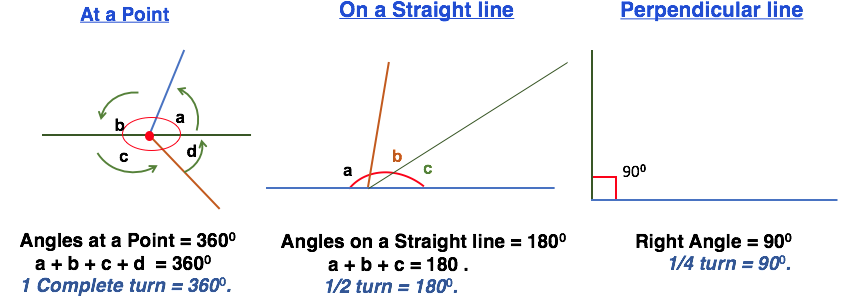 At a Point
On a Straight line
Perpendicular line
a
b
c
d
a
b
c
90⁰
Angles at a Point = 360⁰
a + b + c + d = 360⁰
1 Complete turn = 360⁰.
Angles on a Straight line = 180⁰
a + b + c = 180 .
1/2 turn = 180⁰.
Right Angle = 90⁰
1/4 turn = 90⁰.